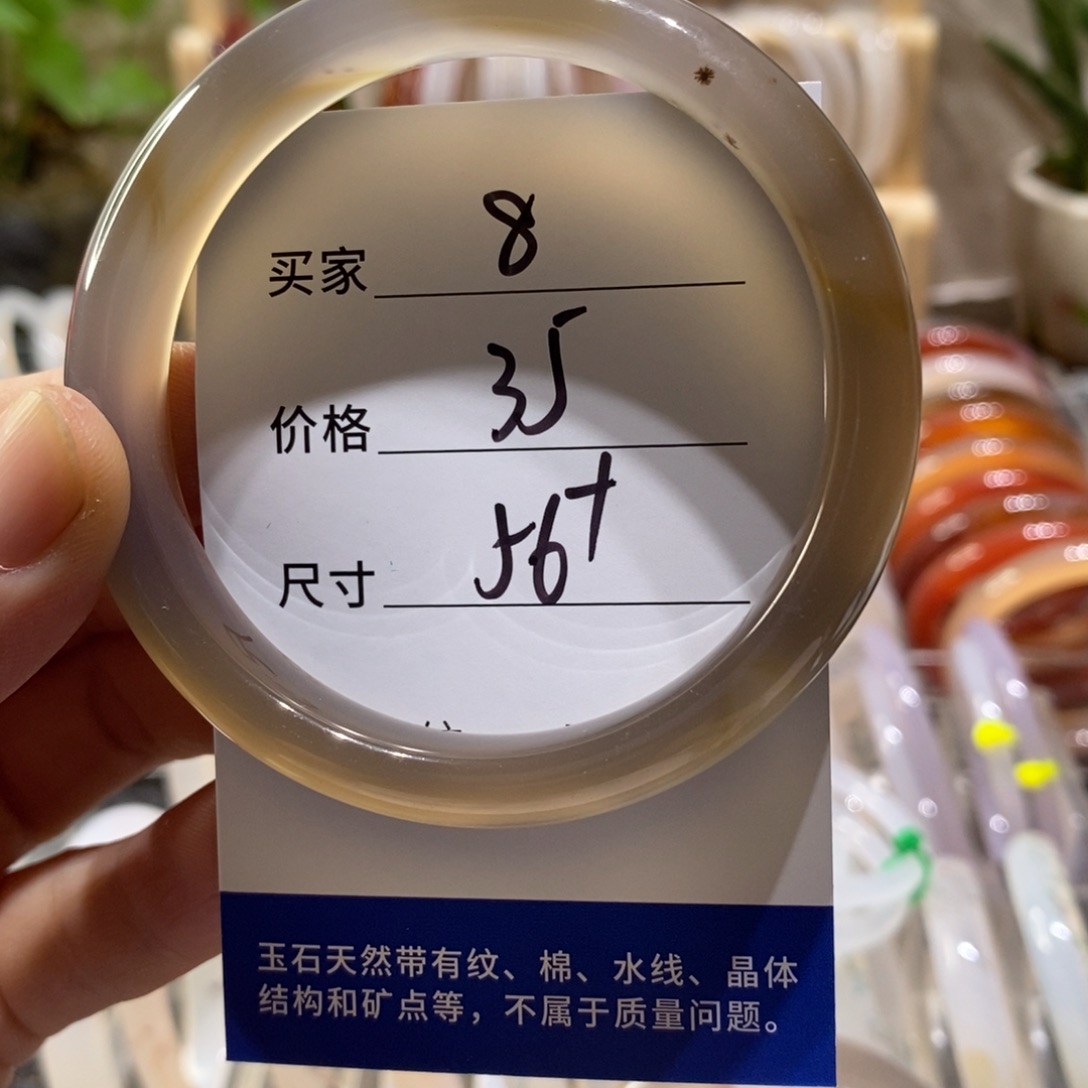 买家 8
价格 35
尺寸 56+
玉石天然带有纹、棉、水线、晶体
结构和矿点等，不属于质量问题。